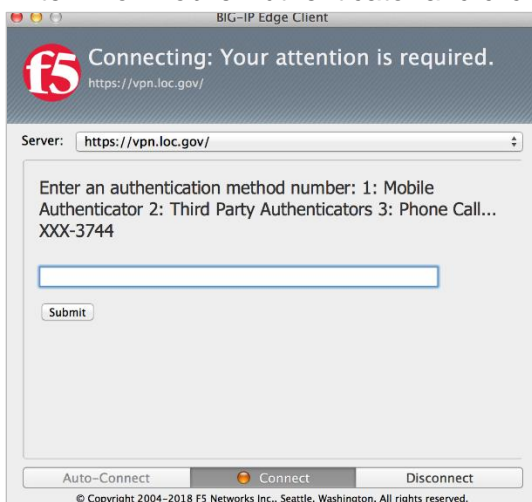 BIG-IP Edge Client
f5
Connecting: Your attention is required.
https://vpn.loc.gov/
Server: https://vpn.loc.gov/
Enter an authentication method number: 1: Mobile
Authenticator 2: Third Party Authenticators 3: Phone Call...
XXX-3744
Submit
Auto-Connect Connect Disconnect
© Copyright 2004-2018 F5 Networks Inc., Seattle, Washington. All rights reserved.